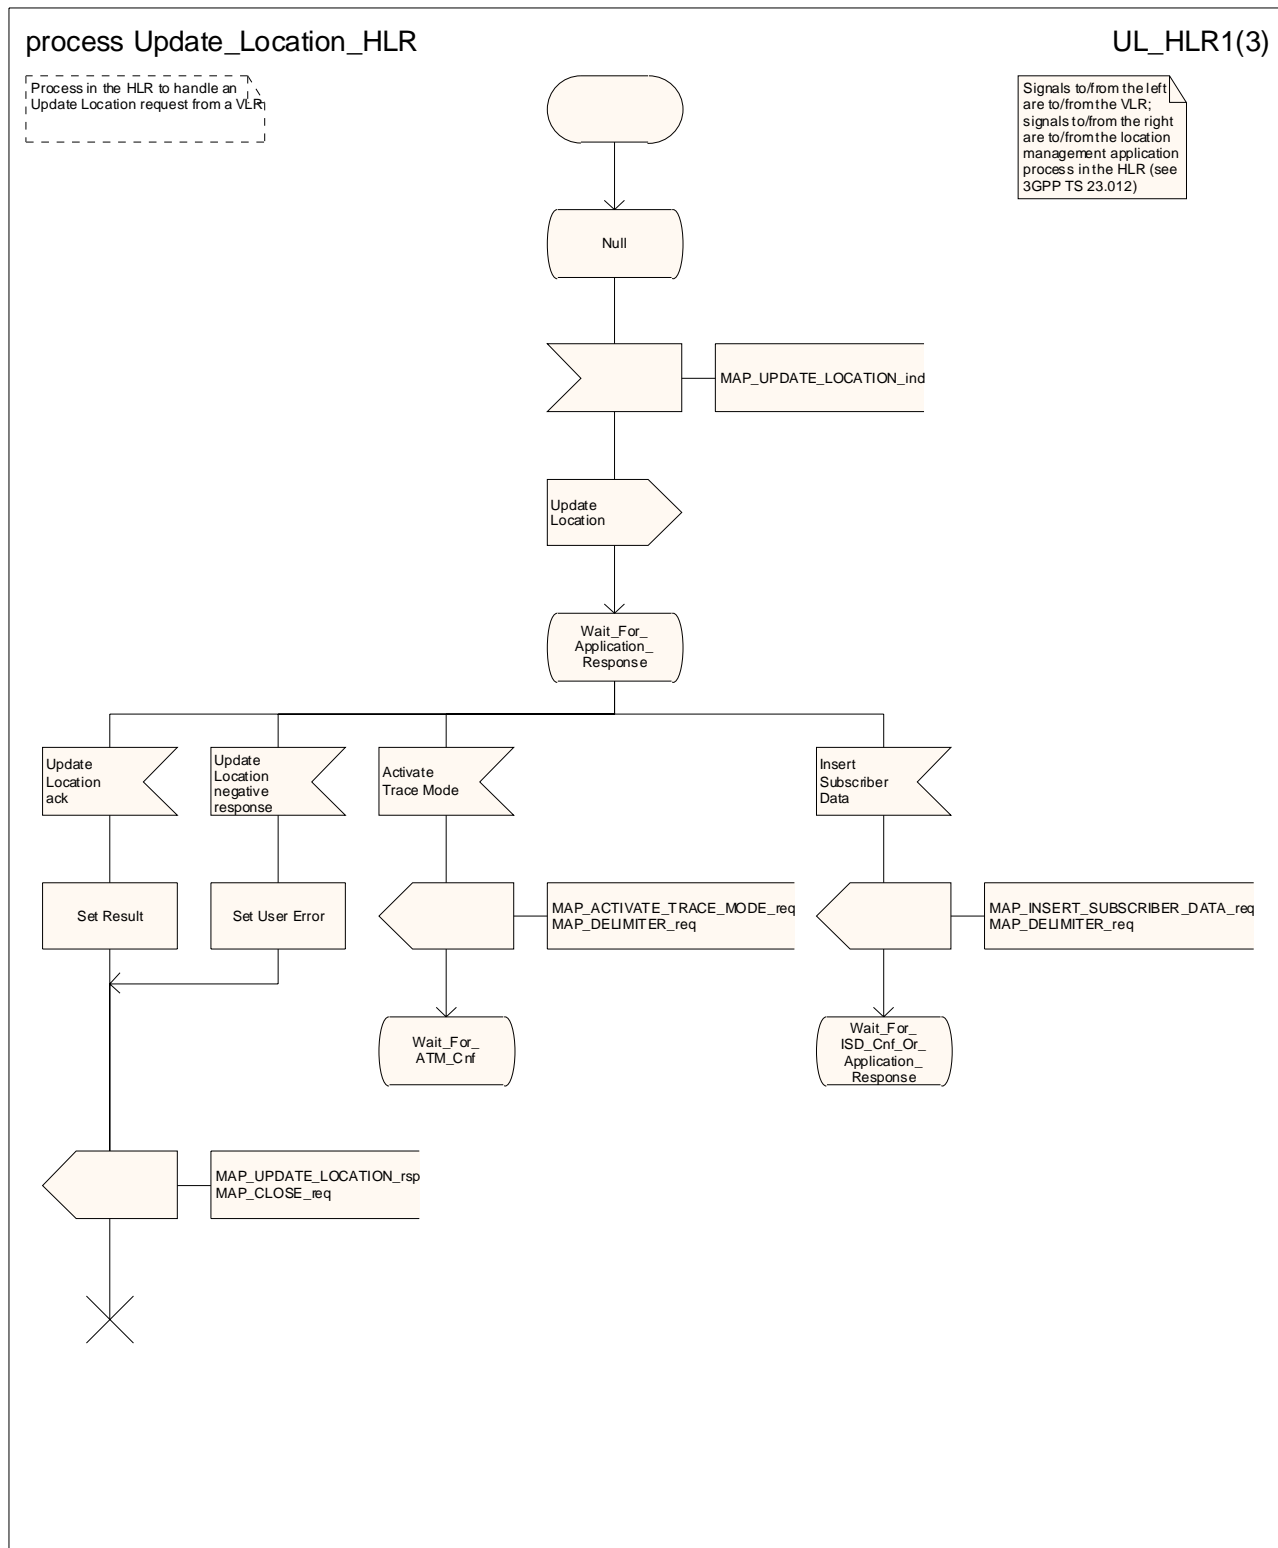 process Update_Location_HLR
UL_HLR1(3)
Process in the HLR to handle an
Update Location request from a VLR
Signals to/from the left
are to/from the VLR;
signals to/from the right
are to/from the location
management application
process in the HLR (see
3GPP TS 23.012)
Null
MAP_UPDATE_LOCATION_ind
Update
Location
Wait_For_
Application_
Response
Update
Location
ack
Update
Location
negative
response
Activate
Trace Mode
Insert
Subscriber
Data
Set Result
Set User Error
MAP_ACTIVATE_TRACE_MODE_req
MAP_DELIMITER_req
MAP_INSERT_SUBSCRIBER_DATA_req
MAP_DELIMITER_req
Wait_For_
ATM_Cnf
Wait_For_
ISD_Cnf_Or_
Application_
Response
MAP_UPDATE_LOCATION_rsp
MAP_CLOSE_req